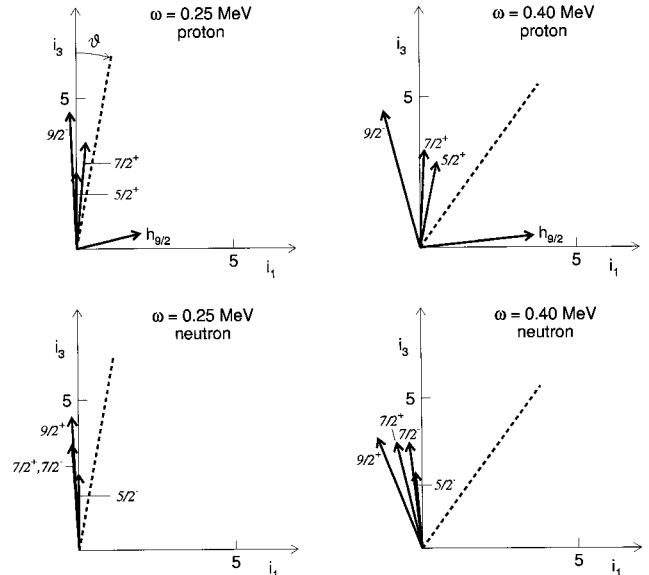 ω = 0.25 MeV
proton
i3
ϑ
5
9/2-
7/2+
5/2+
h9/2
5
i1
ω = 0.40 MeV
proton
i3
5
9/2-
7/2+
5/2+
h9/2
5
i1
ω = 0.25 MeV
neutron
i3
5
9/2+
7/2+,7/2-
5/2-
5
i1
ω = 0.40 MeV
neutron
i3
5
7/2+
7/2-
9/2+
5/2-
5
i1